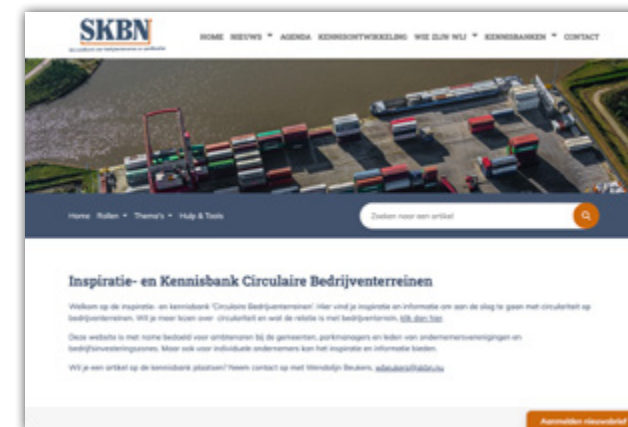 SKBN
HOME NIEUWS AGENDA KENNISONTWIKKELING WIE ZIJN WIJ KENNISBANKEN CONTACT
Home Rollen Thema's Hulp & Tools
Zoeken naar een artikel
Inspiratie- en Kennisbank Circulaire Bedrijventerreinen
Welkom op de inspiratie- en kennisbank 'Circulaire Bedrijventerreinen'. Hier vind je inspiratie en informatie om aan de slag te gaan met circulariteit op
bedrijventerreinen. Wil je meer lezen over circulariteit en wat de relatie is met bedrijventerrein, klik dan hier.
Deze website is met name bedoeld voor ambtenaren bij de gemeenten, parkmanagers en leden van ondernemersverenigingen en
bedrijfsinvesteringszones. Maar ook voor individuele ondernemers kan het inspiratie en informatie bieden.
Wil je een artikel op de kennisbank plaatsen? Neem contact op met Wendolijn Beukers, wbeukers@skbn.nu
Aanmelden nieuwsbrief